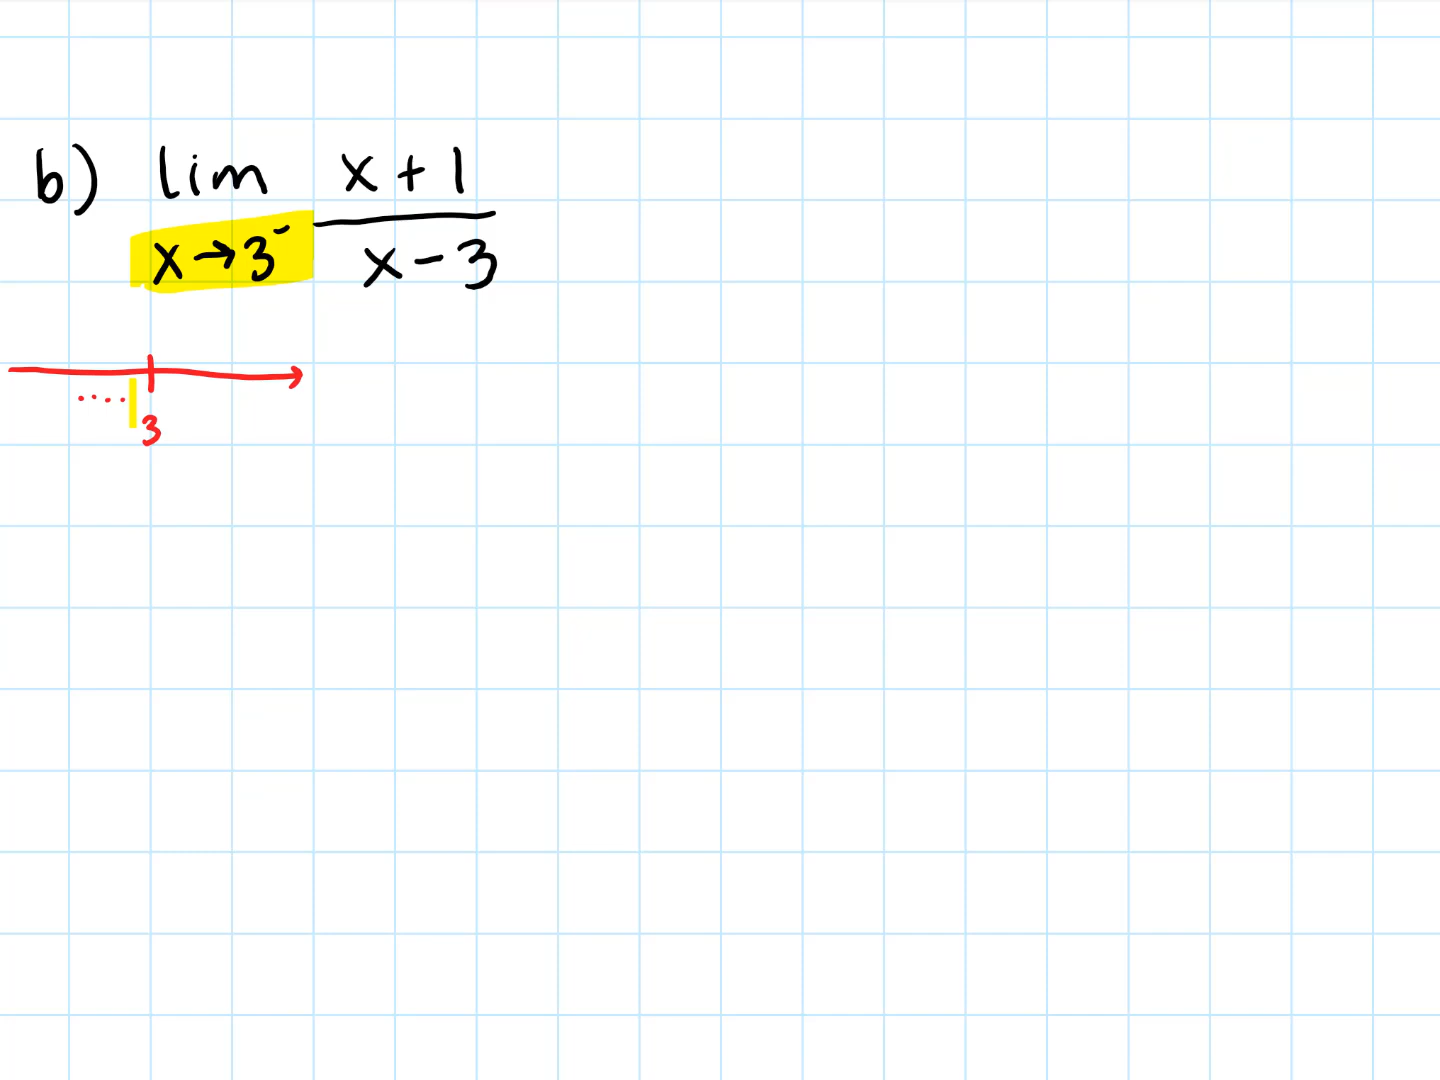 b) lim x + 1
x→3⁻ x - 3
3